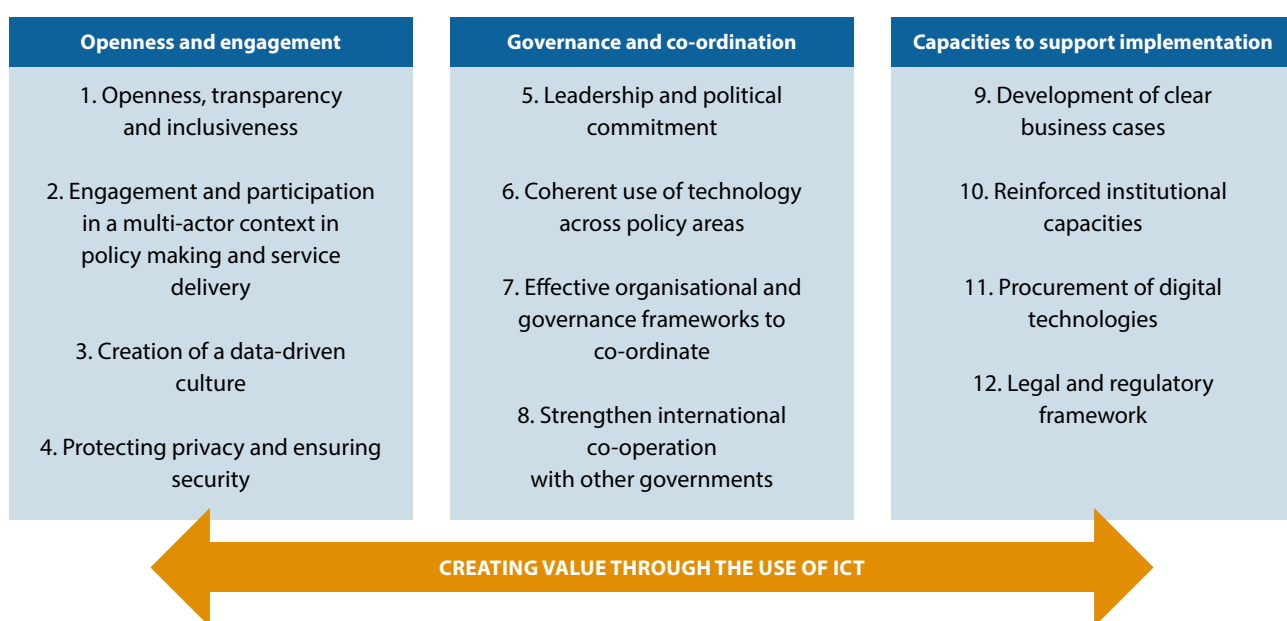 Openness and engagement
1. Openness, transparency
and inclusiveness
2. Engagement and participation
in a multi-actor context in
policy making and service
delivery
3. Creation of a data-driven
culture
4. Protecting privacy and ensuring
security
Governance and co-ordination
5. Leadership and political
commitment
6. Coherent use of technology
across policy areas
7. Effective organisational and
governance frameworks to
co-ordinate
8. Strengthen international
co-operation
with other governments
Capacities to support implementation
9. Development of clear
business cases
10. Reinforced institutional
capacities
11. Procurement of digital
technologies
12. Legal and regulatory
framework
CREATING VALUE THROUGH THE USE OF ICT